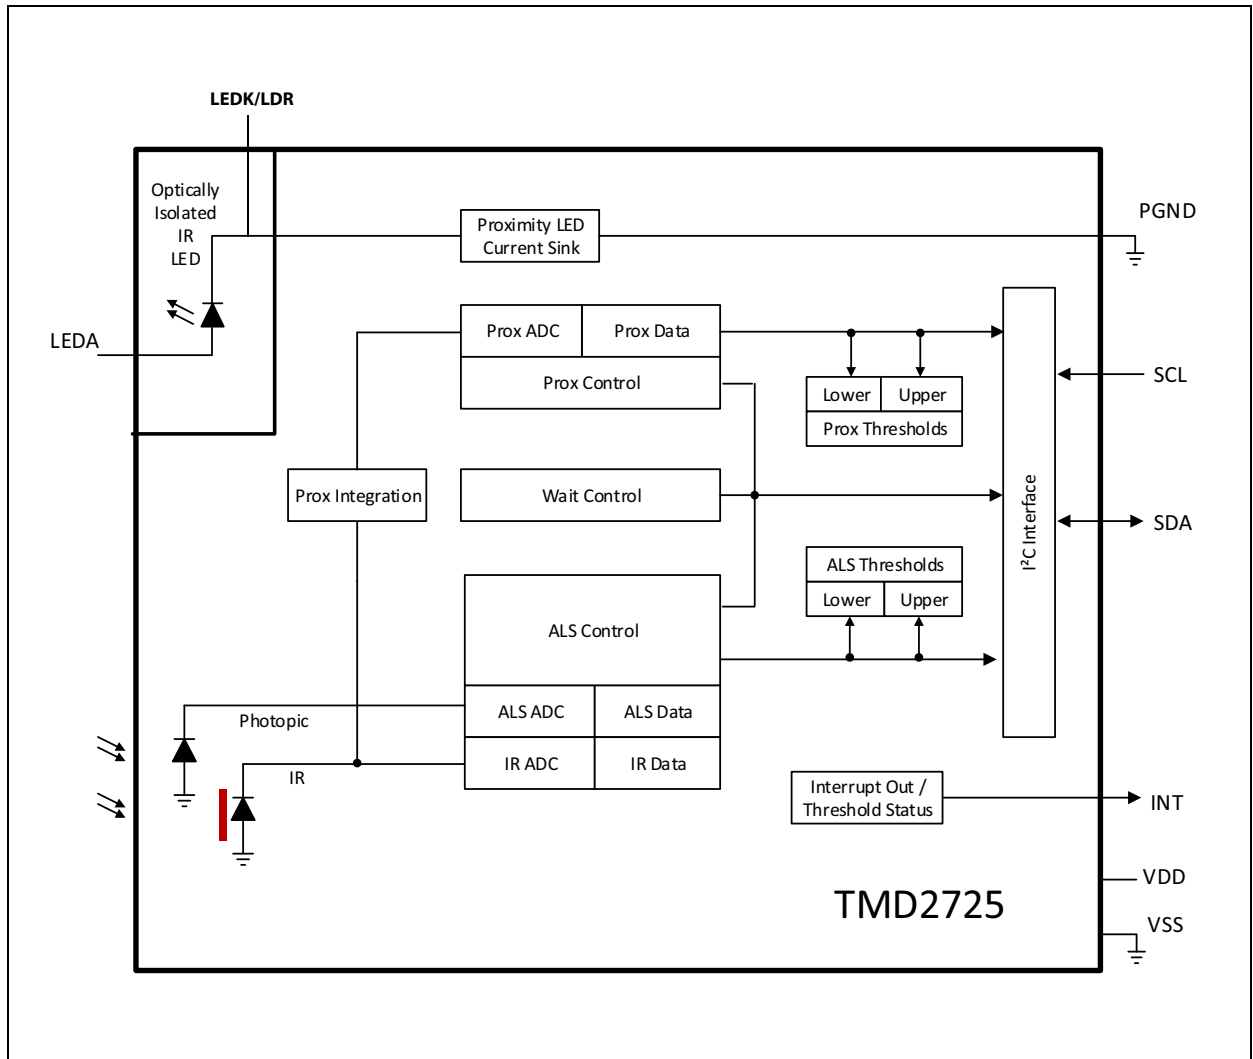 LEDK/LDR
Optically
Isolated
IR
LED
Proximity LED
Current Sink
PGND
LEDA
Prox ADC
Prox Data
Prox Control
Lower
Upper
Prox Thresholds
SCL
Prox Integration
Wait Control
I²C Interface
SDA
ALS Thresholds
Lower
Upper
ALS Control
Photopic
ALS ADC
ALS Data
IR
IR ADC
IR Data
Interrupt Out /
Threshold Status
INT
VDD
TMD2725
VSS